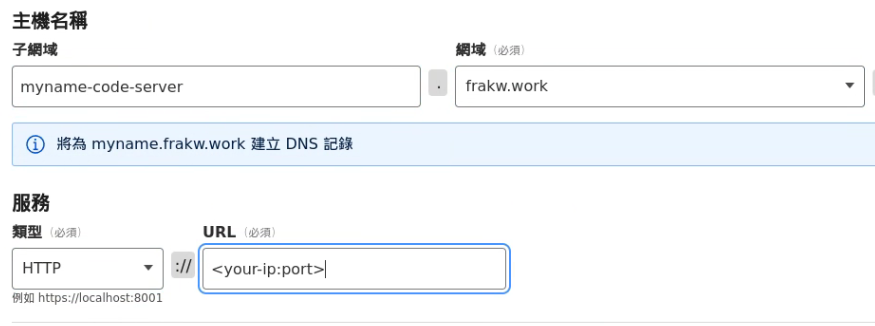 主機名稱
子網域 網域 (必須)
myname-code-server . frakw.work
將為 myname.frakw.work 建立 DNS 記錄
服務
類型 (必須) URL (必須)
HTTP :// <your-ip:port>
例如 https://localhost:8001